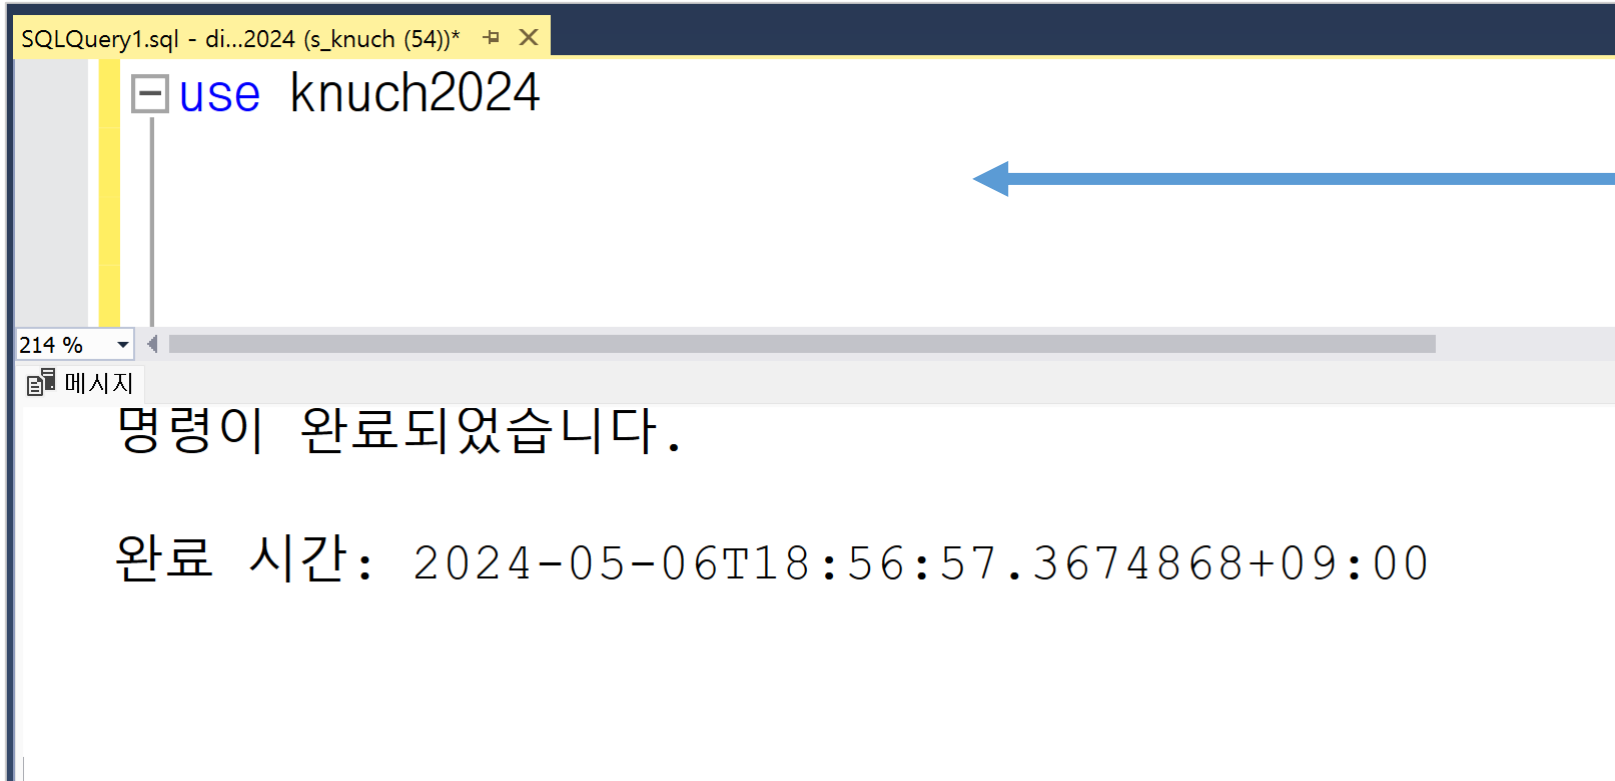 SQLQuery1.sql - di...2024 (s_knuch (54))*
use knuch2024
214 %
메시지
명령이 완료되었습니다.
완료 시간: 2024-05-06T18:56:57.3674868+09:00